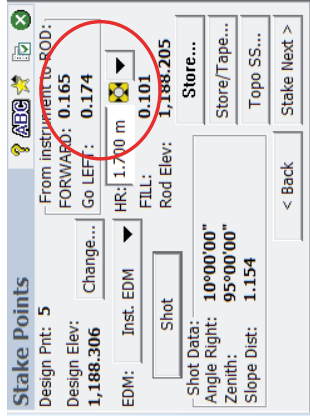 Stake Points
ABC
Design Pnt: 5
Design Elev:
1,188.306
Change...
EDM: Inst. EDM
Shot
From instrument to ROD:
FORWARD: 0.165
Go LEFT: 0.174
HR: 1.700 m
FILL: 0.101
Rod Elev: 1,188.205
Shot Data:
Angle Right: 10°00'00"
Zenith: 95°00'00"
Slope Dist: 1.154
Store...
Store/Tape...
Topo SS...
< Back
Stake Next >